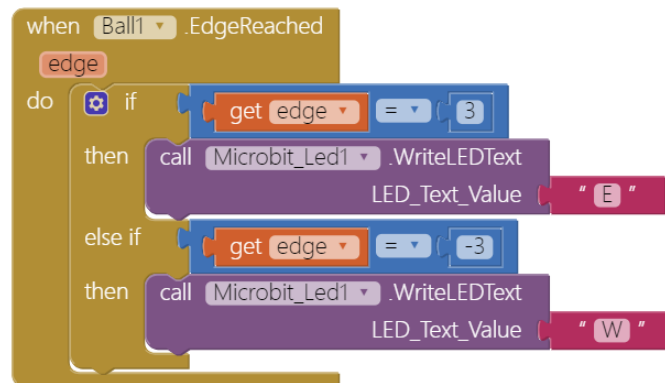 when Ball1 .EdgeReached
edge
do if get edge = 3
then call Microbit_Led1 .WriteLEDText
LED_Text_Value " E "
else if get edge = -3
then call Microbit_Led1 .WriteLEDText
LED_Text_Value " W "